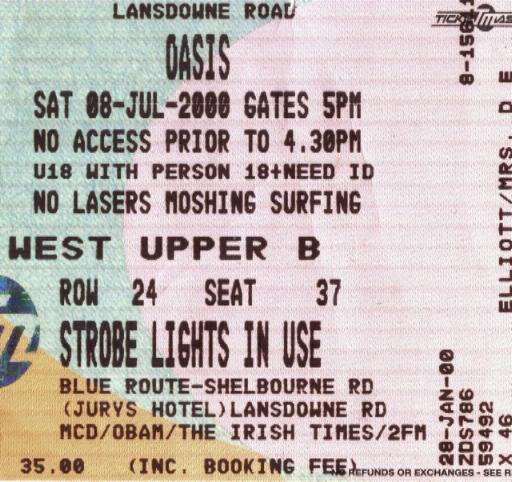 LANSDOWNE ROAD
OASIS
SAT 08-JUL-2000 GATES 5PM
NO ACCESS PRIOR TO 4.30PM
U18 WITH PERSON 18+NEED ID
NO LASERS MOSHING SURFING
WEST UPPER B
ROW 24 SEAT 37
STROBE LIGHTS IN USE
BLUE ROUTE-SHELBOURNE RD
(JURYS HOTEL)LANSDOWNE RD
MCD/OBAM/THE IRISH TIMES/2FM
35.00 (INC. BOOKING FEE)
NO REFUNDS OR EXCHANGES - SEE R
ELLIOTT/MRS, D E
28-JAN-00
ZDS786
59492
X 46